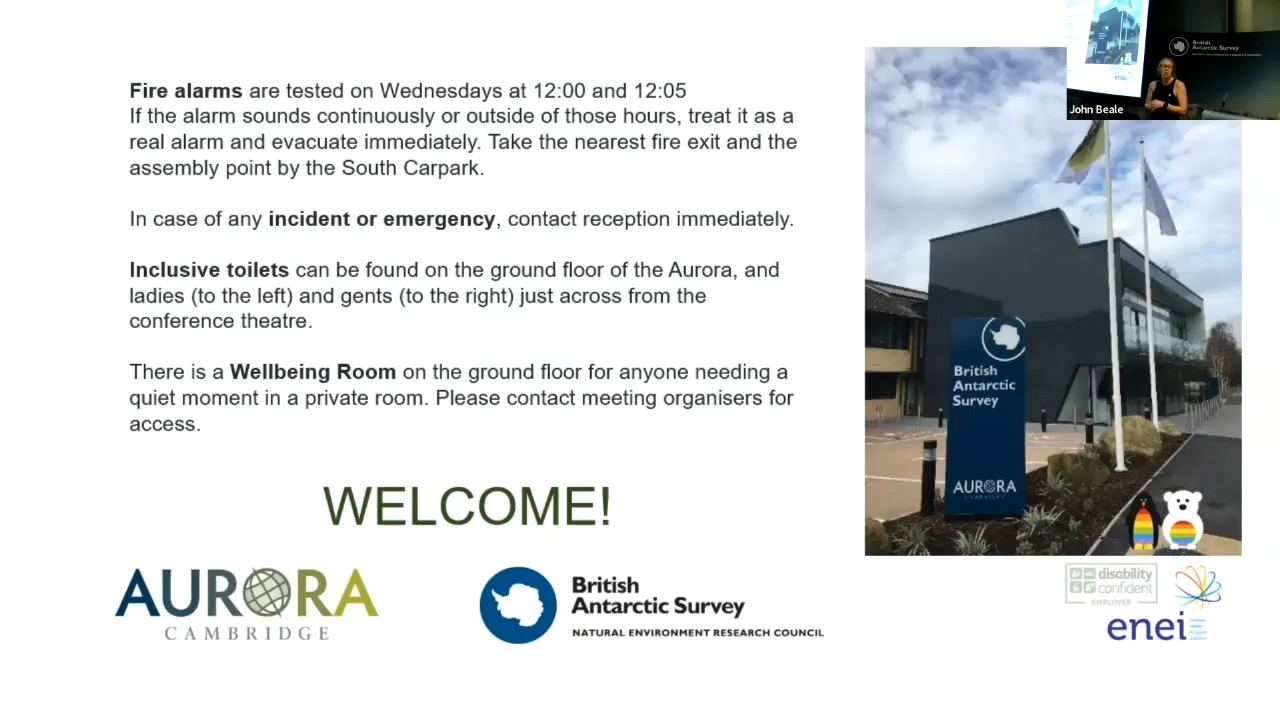 Fire alarms are tested on Wednesdays at 12:00 and 12:05
If the alarm sounds continuously or outside of those hours, treat it as a
real alarm and evacuate immediately. Take the nearest fire exit and the
assembly point by the South Carpark.
In case of any incident or emergency, contact reception immediately.
Inclusive toilets can be found on the ground floor of the Aurora, and
ladies (to the left) and gents (to the right) just across from the
conference theatre.
There is a Wellbeing Room on the ground floor for anyone needing a
quiet moment in a private room. Please contact meeting organisers for
access.
WELCOME!
AURORA
CAMBRIDGE
British
Antarctic Survey
NATURAL ENVIRONMENT RESEARCH COUNCIL
British
Antarctic Survey
John Beale
British
Antarctic
Survey
AURORA
CAMBRIDGE
disability
confident
EMPLOYER
enei